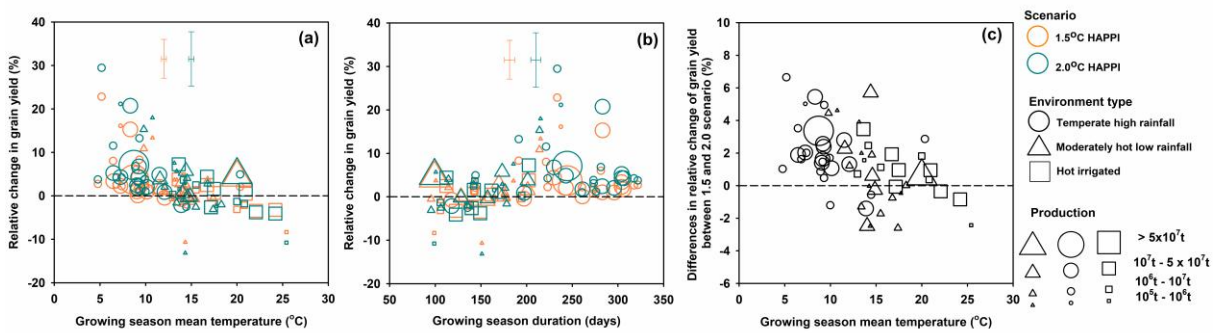 (a)
Relative change in grain yield (%)
40
30
20
10
0
-10
-20
0 5 10 15 20 25 30
Growing season mean temperature (°C)
(b)
Relative change in grain yield (%)
40
30
20
10
0
-10
-20
50 100 150 200 250 300 350
Growing season duration (days)
(c)
Differences in relative change of grain yield
between 1.5 and 2.0 scenario (%)
10
8
6
4
2
0
-2
-4
-6
0 5 10 15 20 25 30
Growing season mean temperature (°C)
Scenario
1.5°C HAPPI
2.0°C HAPPI
Environment type
Temperate high rainfall
Moderately hot low rainfall
Hot irrigated
Production
> 5x10⁷t
10⁷t - 5 x 10⁷t
10⁶t - 10⁷t
10⁵t - 10⁶t